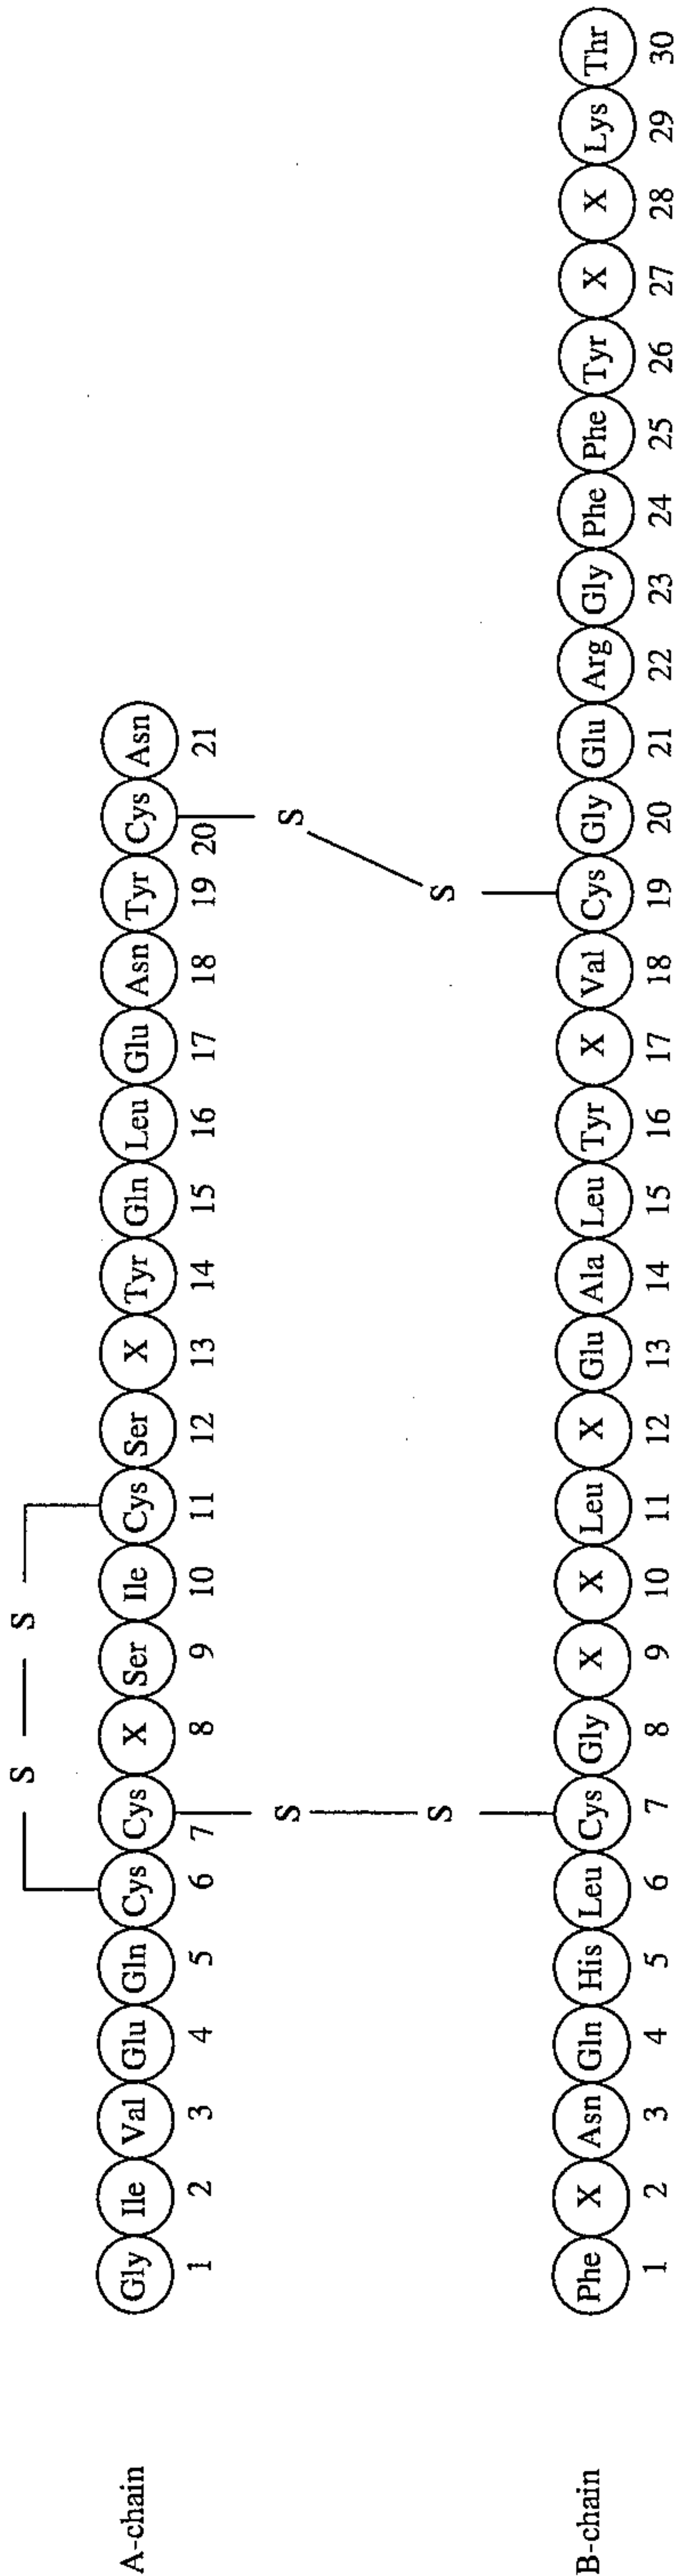 S S
A-chain Gly Ile Val Glu Gln Cys Cys X Ser Ile Cys Ser X Tyr Gln Leu Glu Asn Tyr Cys Asn
1 2 3 4 5 6 7 8 9 10 11 12 13 14 15 16 17 18 19 20 21
S S
S S
B-chain Phe X Asn Gln His Leu Cys Gly X X Leu X Glu Ala Leu Tyr X Val Cys Gly Glu Arg Gly Phe Phe Tyr X X Lys Thr
1 2 3 4 5 6 7 8 9 10 11 12 13 14 15 16 17 18 19 20 21 22 23 24 25 26 27 28 29 30